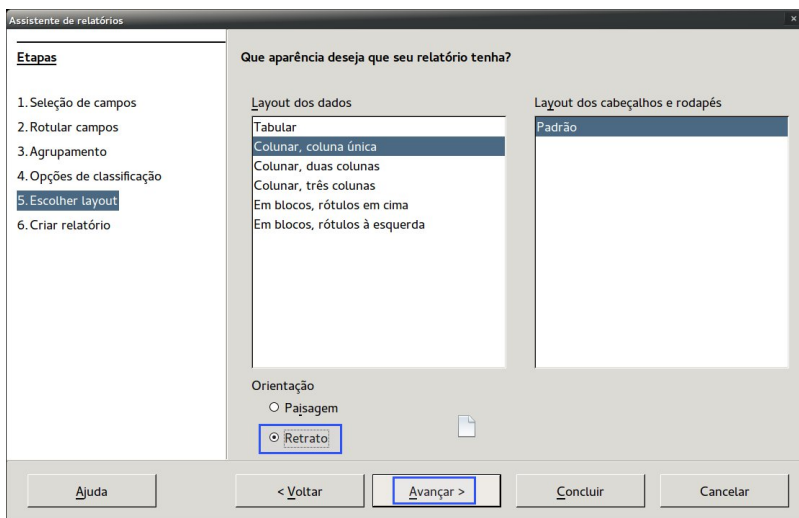 Assistente de relatórios
Etapas
1. Seleção de campos
2. Rotular campos
3. Agrupamento
4. Opções de classificação
5. Escolher layout
6. Criar relatório
Que aparência deseja que seu relatório tenha?
Layout dos dados
Tabular
Colunar, coluna única
Colunar, duas colunas
Colunar, três colunas
Em blocos, rótulos em cima
Em blocos, rótulos à esquerda
Layout dos cabeçalhos e rodapés
Padrão
Orientação
Paisagem
Retrato
Ajuda
< Voltar
Avançar >
Concluir
Cancelar